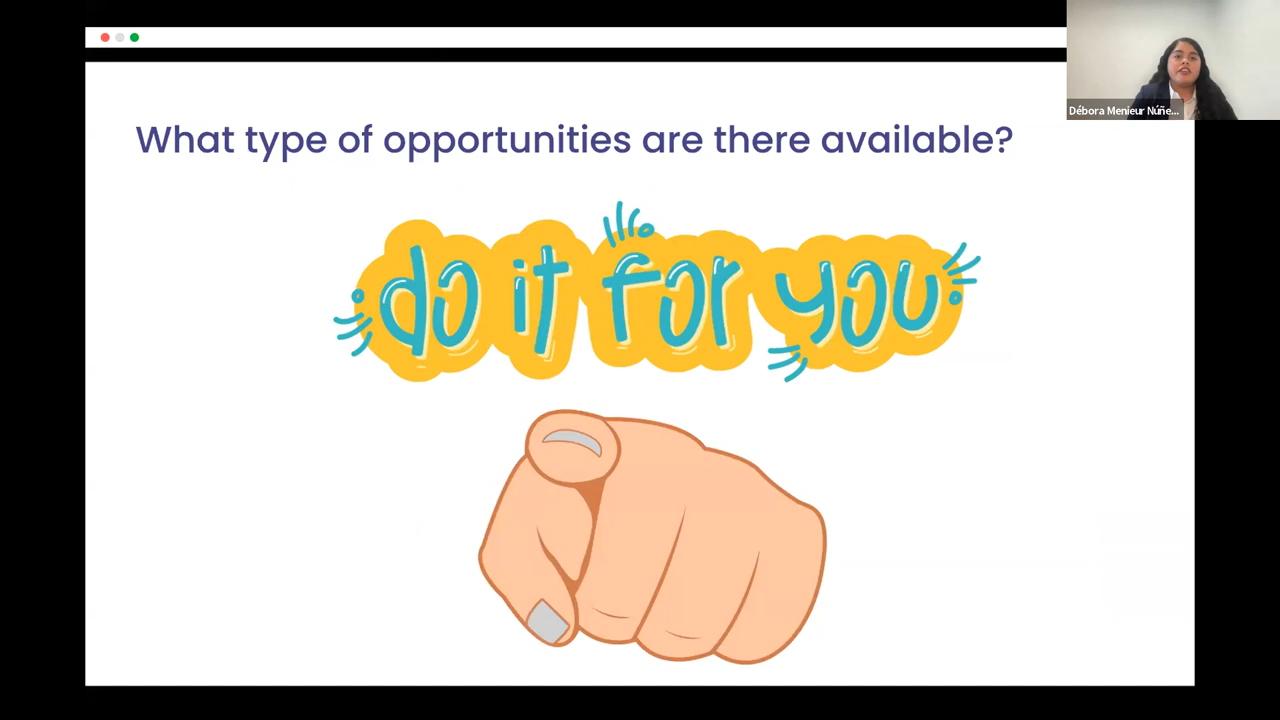 Débora Menieur Núñe...
What type of opportunities are there available?
do it for you